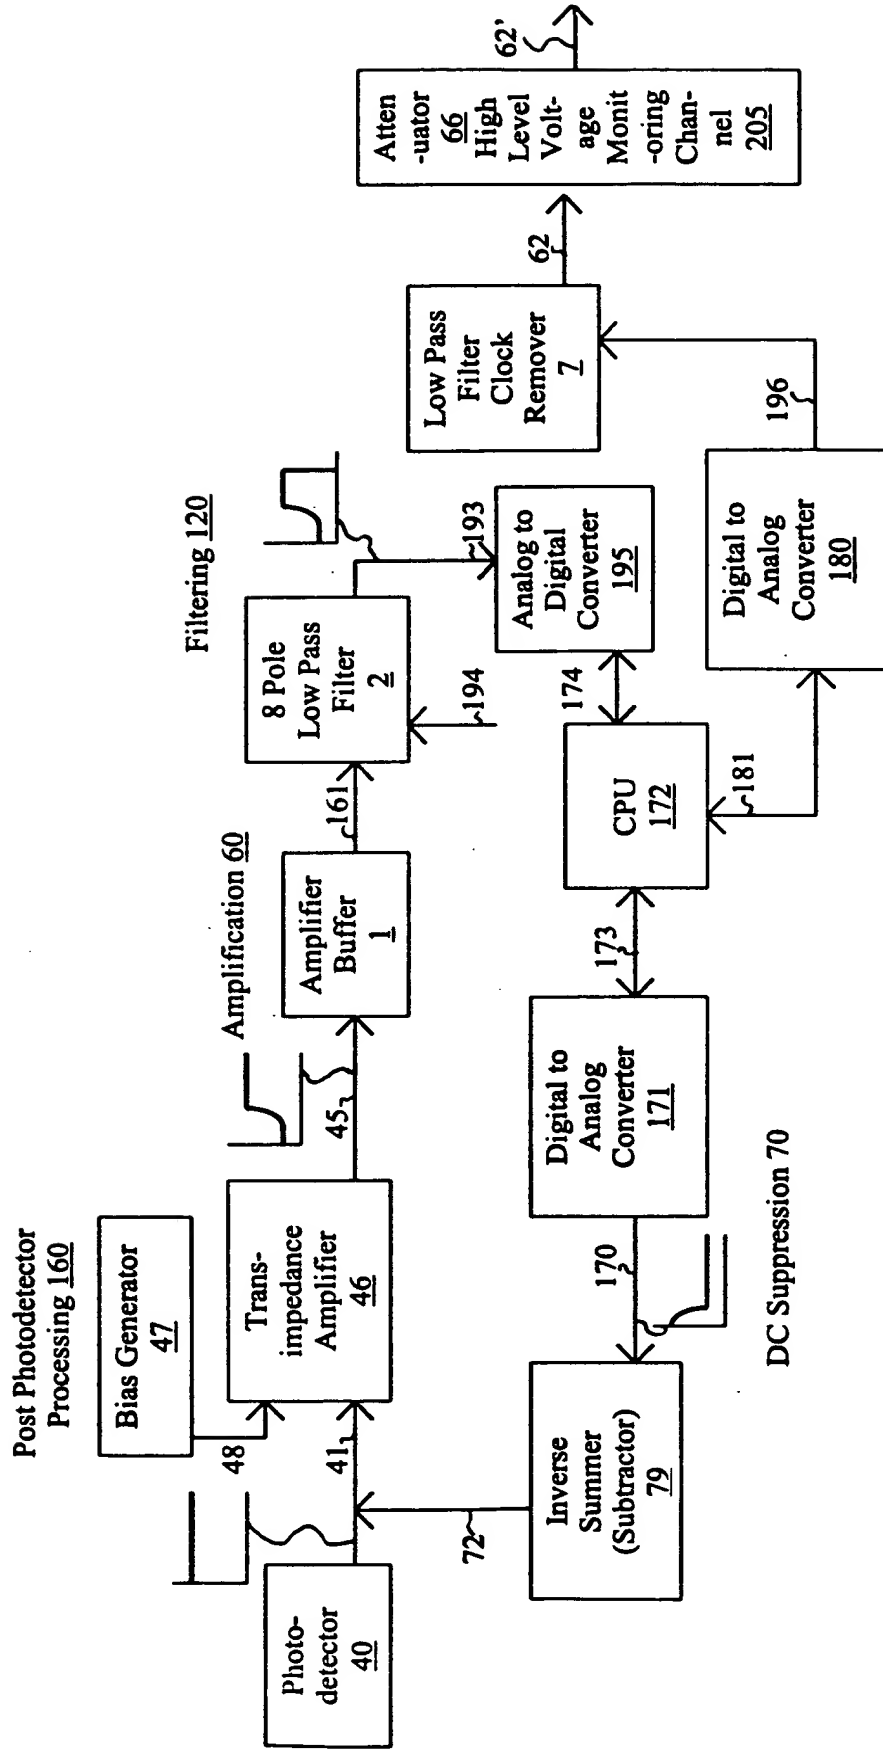 Post Photodetector
Processing 160
Bias Generator
47
48
Photo-
detector
40
41
Trans-
impedance
Amplifier
46
45
Amplification 60
Amplifier
Buffer
1
161
Filtering 120
8 Pole
Low Pass
Filter
2
194
193
Analog to
Digital
Converter
195
174
CPU
172
173
Digital to
Analog
Converter
171
170
DC Suppression 70
Inverse
Summer
(Subtractor)
79
72
181
Digital to
Analog
Converter
180
196
Low Pass
Filter
Clock
Remover
7
62
Atten
-uator
66
High
Level
Volt-
age
Monit
-oring
Chan-
nel
205
62'